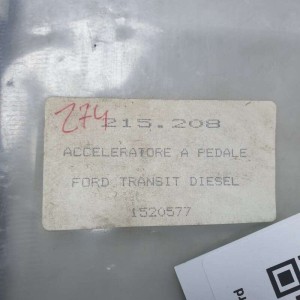 274
215.208
ACCELERATORE A PEDALE
FORD TRANSIT DIESEL
1520577